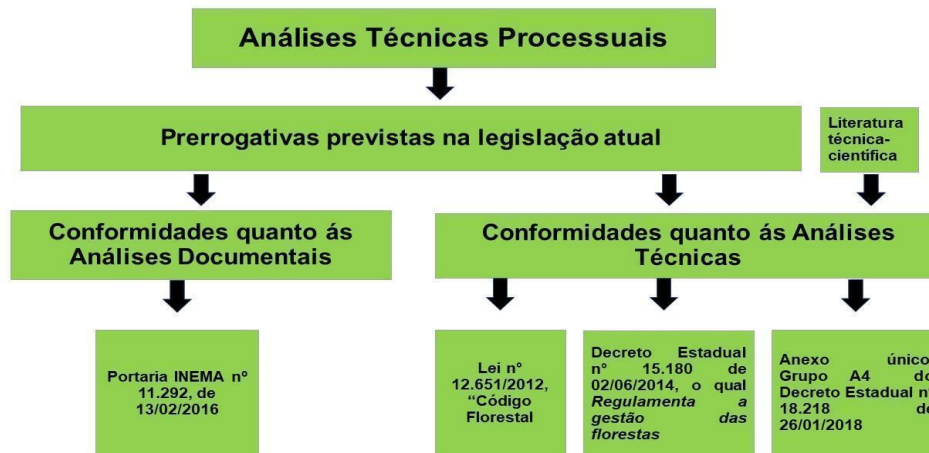 Análises Técnicas Processuais
Prerrogativas previstas na legislação atual
Literatura
técnica-
científica
Conformidades quanto ás
Análises Documentais
Conformidades quanto ás Análises
Técnicas
Portaria INEMA nº
11.292, de
13/02/2016
Lei n°
12.651/2012,
“Código
Florestal
Decreto Estadual
n° 15.180 de
02/06/2014, o qual
Regulamenta a
gestão das
florestas
Anexo único
Grupo A4 do
Decreto Estadual nº
18.218 de
26/01/2018